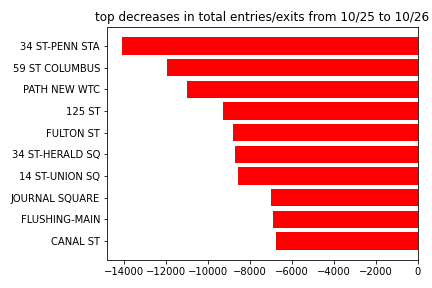 top decreases in total entries/exits from 10/25 to 10/26
34 ST-PENN STA
59 ST COLUMBUS
PATH NEW WTC
125 ST
FULTON ST
34 ST-HERALD SQ
14 ST-UNION SQ
JOURNAL SQUARE
FLUSHING-MAIN
CANAL ST
−14000 −12000 −10000 −8000 −6000 −4000 −2000 0